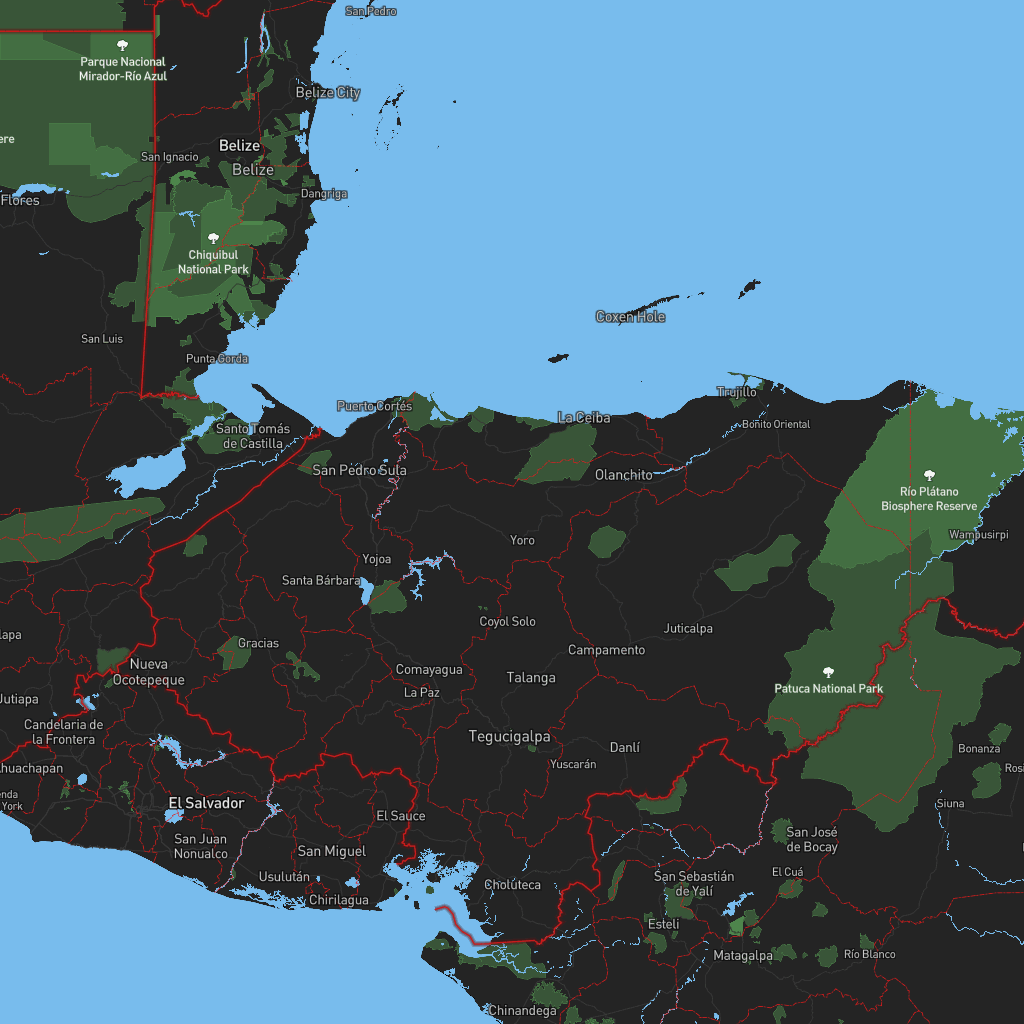 San Pedro
Parque Nacional
Mirador-Río Azul
Belize City
ere
Belize
San Ignacio
Belize
Flores
Dangriga
Chiquibul
National Park
Coxen Hole
San Luis
Punta Gorda
Trujillo
Puerto Cortés
La Ceiba
Bonito Oriental
Santo Tomás
de Castilla
San Pedro Sula
Olanchito
Río Plátano
Biosphere Reserve
Wampusirpi
Yoro
Yojoa
Santa Bárbara
Coyol Solo
Juticalpa
alapa
Gracias
Campamento
Nueva
Ocotepeque
Comayagua
Talanga
La Paz
Patuca National Park
Jutiapa
Candelaria de
la Frontera
Tegucigalpa
Danlí
Bonanza
Yuscarán
Ahuachapan
Rosi
enda
York
El Salvador
Siuna
El Sauce
San Juan
Nonualco
San José
de Bocay
San Miguel
El Cuá
Usulután
San Sebastián
de Yalí
Cholúteca
Chirilagua
Estelí
Matagalpa
Río Blanco
Chinandega